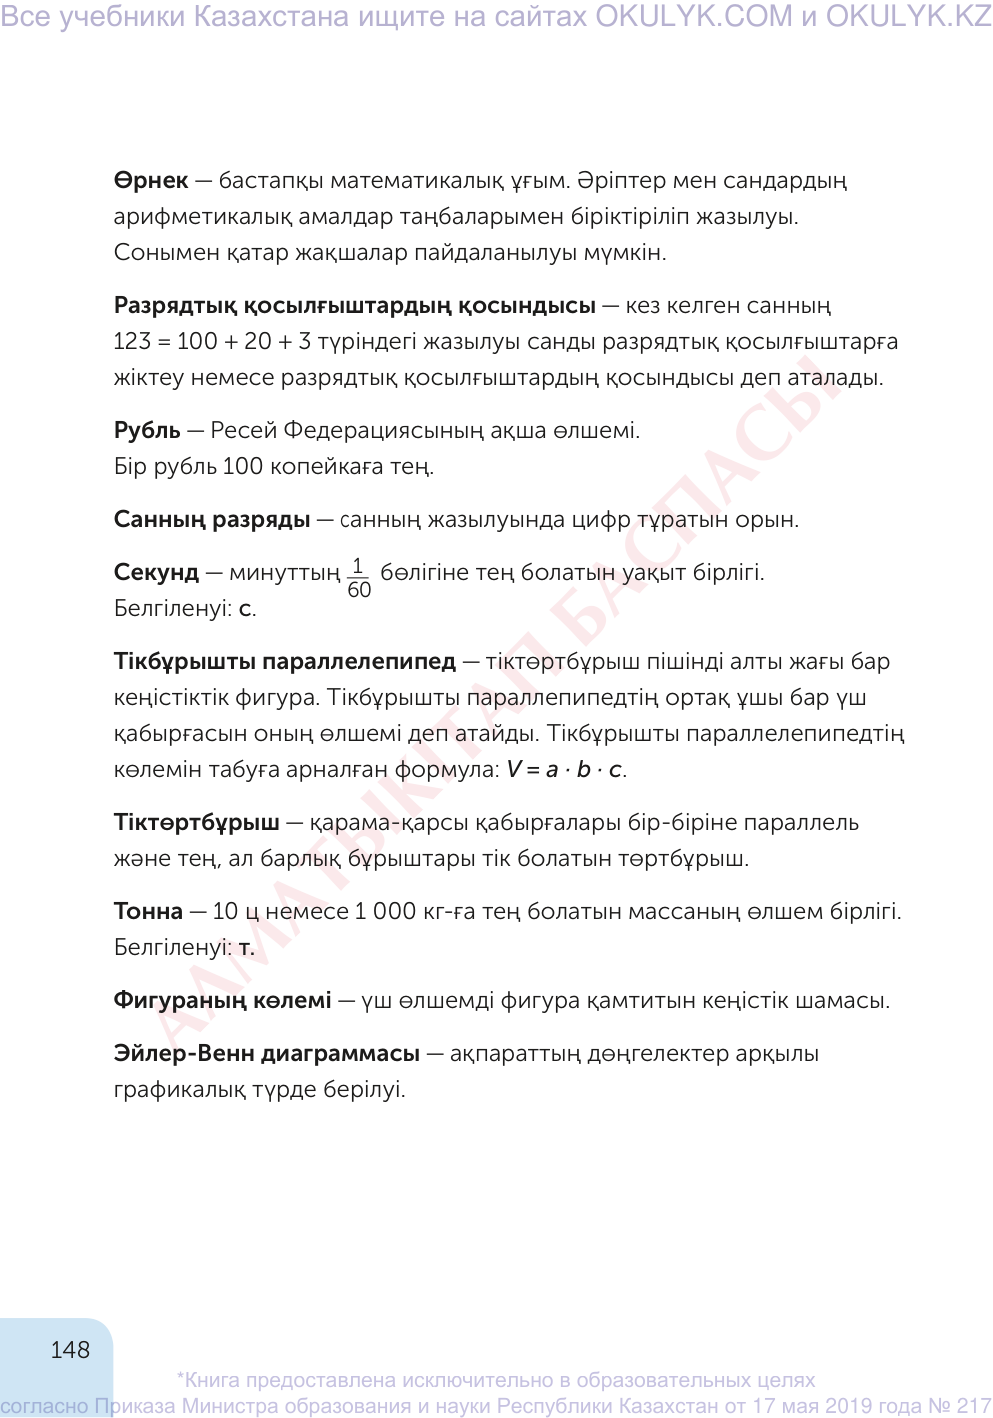 Все учебники Казахстана ищите на сайтах OKULYK.COM и OKULYK.KZ
Өрнек — бастапқы математикалық ұғым. Әріптер мен сандардың
арифметикалық амалдар таңбаларымен біріктіріліп жазылуы.
Сонымен қатар жақшалар пайдаланылуы мүмкін.
Разрядтық қосылғыштардың қосындысы — кез келген санның
123 = 100 + 20 + 3 түріндегі жазылуы санды разрядтық қосылғыштарға
жіктеу немесе разрядтық қосылғыштардың қосындысы деп аталады.
Рубль — Ресей Федерациясының ақша өлшемі.
Бір рубль 100 копейкаға тең.
Санның разряды — санның жазылуында цифр тұратын орын.
Секунд — минуттың 1/60 бөлігіне тең болатын уақыт бірлігі.
Белгіленуі: с.
Тікбұрышты параллелепипед — тіктөртбұрыш пішінді алты жағы бар
кеңістіктік фигура. Тікбұрышты параллепипедтің ортақ ұшы бар үш
қабырғасын оның өлшемі деп атайды. Тікбұрышты параллелепипедтің
көлемін табуға арналған формула: V = a · b · c.
Тіктөртбұрыш — қарама-қарсы қабырғалары бір-біріне параллель
және тең, ал барлық бұрыштары тік болатын төртбұрыш.
Тонна — 10 ц немесе 1 000 кг-ға тең болатын массаның өлшем бірлігі.
Белгіленуі: т.
Фигураның көлемі — үш өлшемді фигура қамтитын кеңістік шамасы.
Эйлер-Венн диаграммасы — ақпараттың дөңгелектер арқылы
графикалық түрде берілуі.
АЛМАТЫКІТАП БАСПАСЫ
148
*Книга предоставлена исключительно в образовательных целях
согласно Приказа Министра образования и науки Республики Казахстан от 17 мая 2019 года № 217